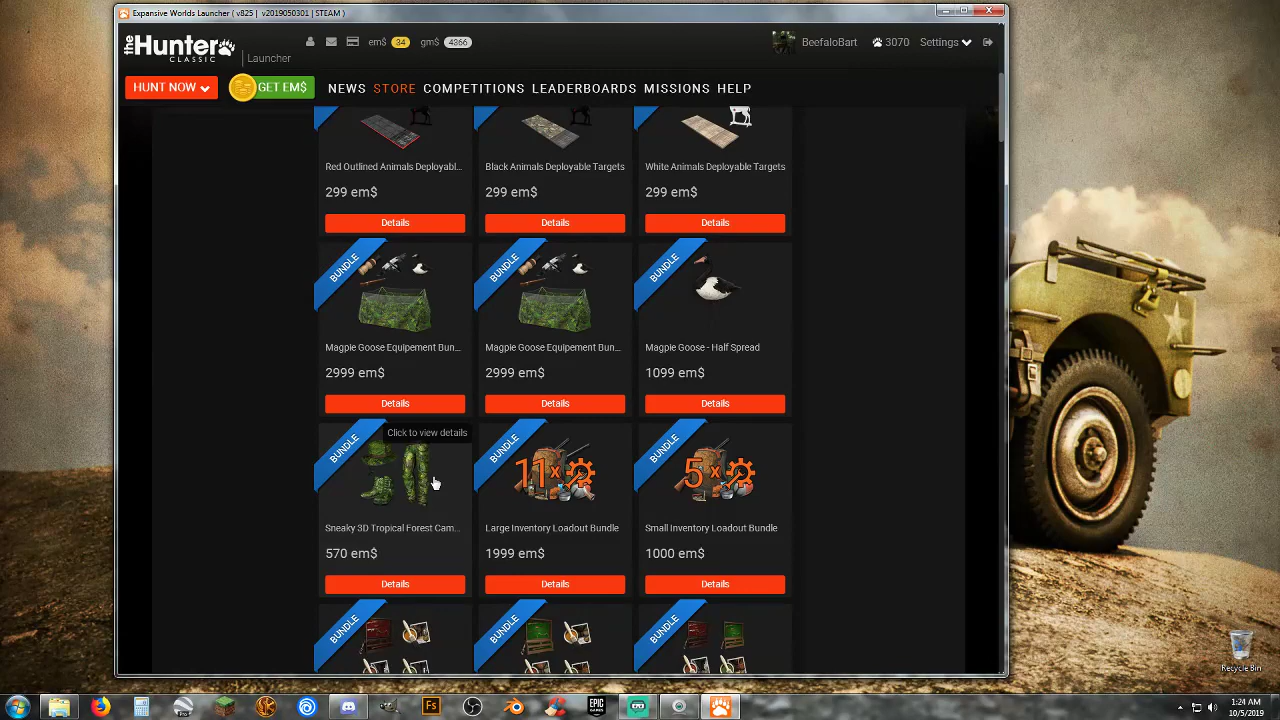 Expansive Worlds Launcher ( v825 | v2019050301 | STEAM )
theHunter
CLASSIC
Launcher
em$ 34 gm$ 4366
BeefaloBart 3070 Settings
HUNT NOW GET EM$ NEWS STORE COMPETITIONS LEADERBOARDS MISSIONS HELP
Red Outlined Animals Deployabl... Black Animals Deployable Targets White Animals Deployable Targets
299 em$ 299 em$ 299 em$
Details Details Details
BUNDLE BUNDLE BUNDLE
Magpie Goose Equipement Bun... Magpie Goose Equipement Bun... Magpie Goose - Half Spread
2999 em$ 2999 em$ 1099 em$
Details Details Details
Click to view details
BUNDLE BUNDLE BUNDLE
11x 5x
Sneaky 3D Tropical Forest Cam... Large Inventory Loadout Bundle Small Inventory Loadout Bundle
570 em$ 1999 em$ 1000 em$
Details Details Details
BUNDLE BUNDLE BUNDLE
Recycle Bin
Pro
Fs
EPIC
GAMES
1:24 AM
10/5/2019